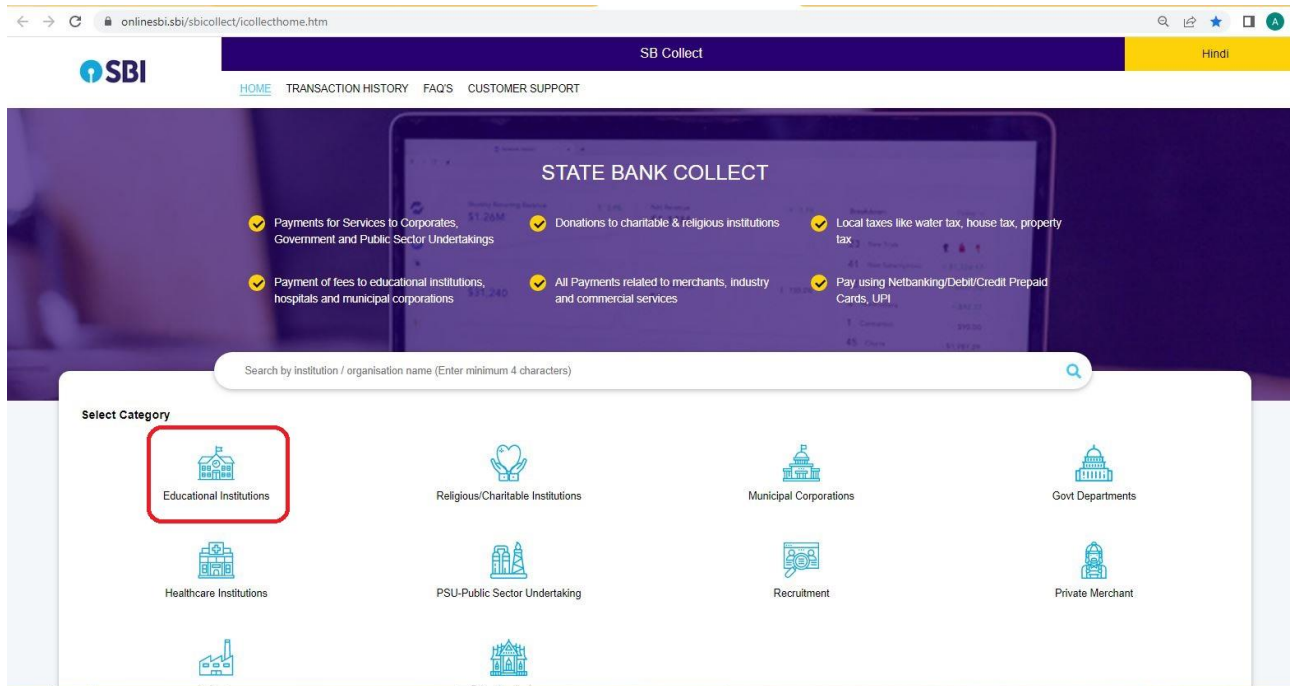 onlinesbi.sbi/sbicollect/icollecthome.htm
A
SBI
SB Collect
Hindi
HOME TRANSACTION HISTORY FAQ'S CUSTOMER SUPPORT
STATE BANK COLLECT
Payments for Services to Corporates,
Government and Public Sector Undertakings
Donations to charitable & religious institutions
Local taxes like water tax, house tax, property
tax
Payment of fees to educational institutions,
hospitals and municipal corporations
All Payments related to merchants, industry
and commercial services
Pay using Netbanking/Debit/Credit Prepaid
Cards, UPI
Search by institution / organisation name (Enter minimum 4 characters)
Select Category
Educational Institutions
Religious/Charitable Institutions
Municipal Corporations
Govt Departments
Healthcare Institutions
PSU-Public Sector Undertaking
Recruitment
Private Merchant